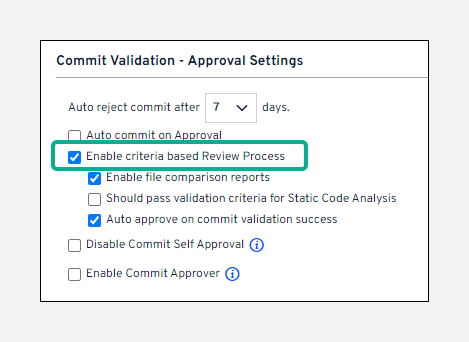 Commit Validation - Approval Settings
Auto reject commit after 7 days.
Auto commit on Approval
Enable criteria based Review Process
Enable file comparison reports
Should pass validation criteria for Static Code Analysis
Auto approve on commit validation success
Disable Commit Self Approval
Enable Commit Approver